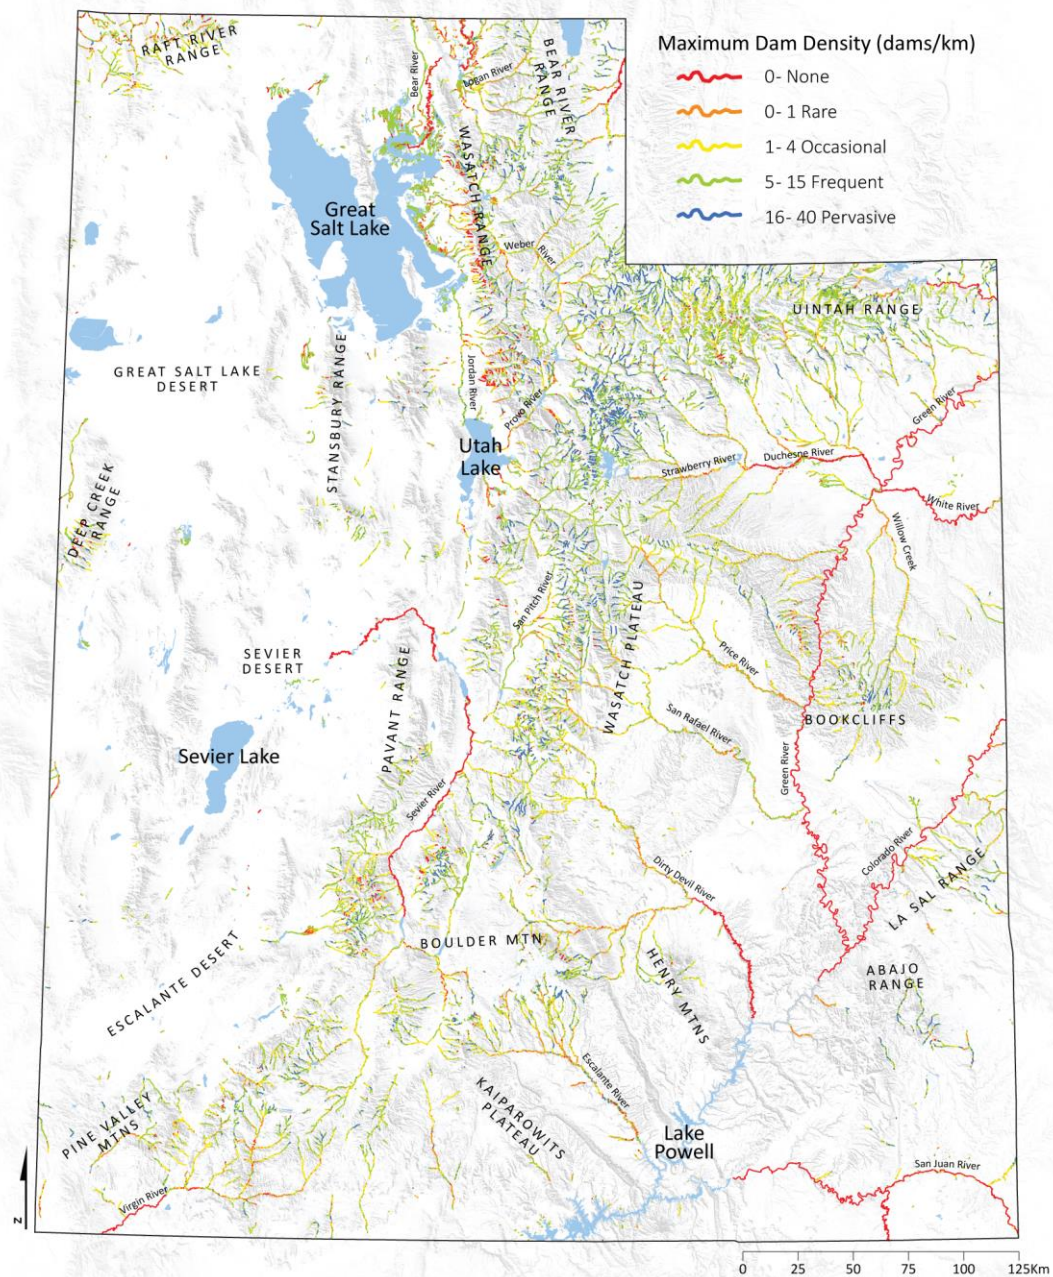 Maximum Dam Density (dams/km)
0- None
0- 1 Rare
1- 4 Occasional
5- 15 Frequent
16- 40 Pervasive
RAFT RIVER
RANGE
Bear River
Logan River
BEAR RIVER
RANGE
WASATCH RANGE
Great
Salt Lake
Weber River
UINTAH RANGE
GREAT SALT LAKE
DESERT
STANSBURY RANGE
Jordan River
Provo River
Green River
Utah
Lake
Strawberry River
Duchesne River
White River
DEEP CREEK
RANGE
Willow Creek
San Pitch River
WASATCH PLATEAU
SEVIER
DESERT
PAVANT RANGE
Price River
San Rafael River
BOOKCLIFFS
Sevier Lake
Green River
Sevier River
Colorado River
Dirty Devil River
LA SAL RANGE
BOULDER MTN
ESCALANTE DESERT
HENRY MTNS
ABAJO
RANGE
Escalante River
KAIPAROWITS
PLATEAU
PINE VALLEY
MTNS
Lake
Powell
San Juan River
Virgin River
N
0 25 50 75 100 125Km